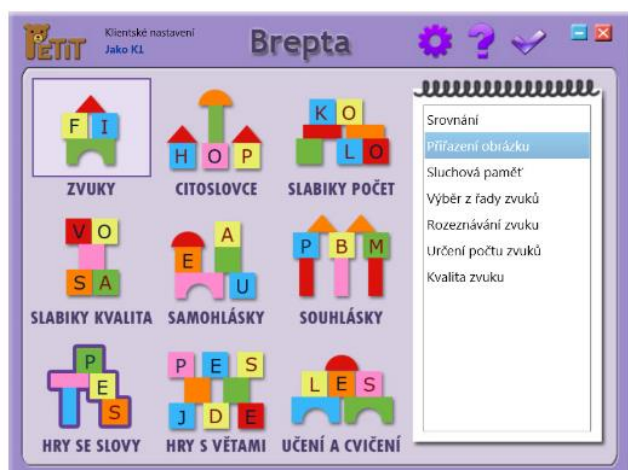 PETIT
Klientské nastavení
Jako K1
Brepta
?
F I
ZVUKY
H O P
CITOSLOVCE
K O
L O
SLABIKY POČET
V O
S A
SLABIKY KVALITA
A
E
U
SAMOHLÁSKY
P B M
SOUHLÁSKY
P
E
S
HRY SE SLOVY
P E S
J D E
HRY S VĚTAMI
L E S
UČENÍ A CVIČENÍ
Srovnání
Přiřazení obrázku
Sluchová paměť
Výběr z řady zvuků
Rozeznávání zvuku
Určení počtu zvuků
Kvalita zvuku